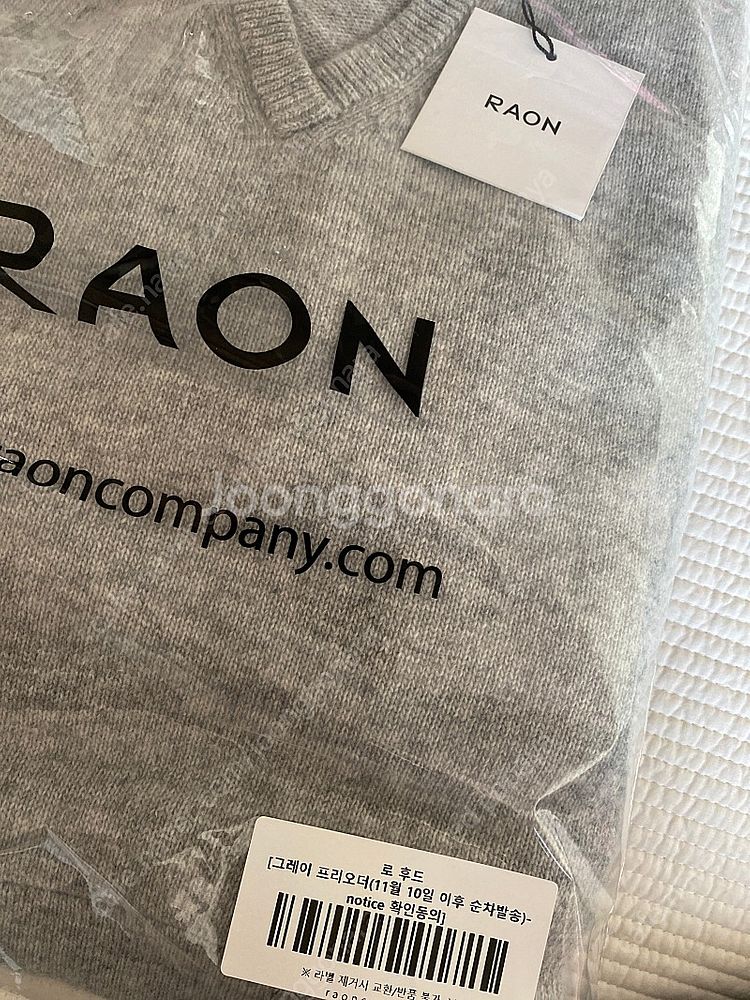 RAON
RAON
raoncompany.com
Joonggonara
로 후드
[그레이 프리오더(11월 10일 이후 순차발송)-
notice 확인동의]
※ 라벨 제거시 교환/반품 불가